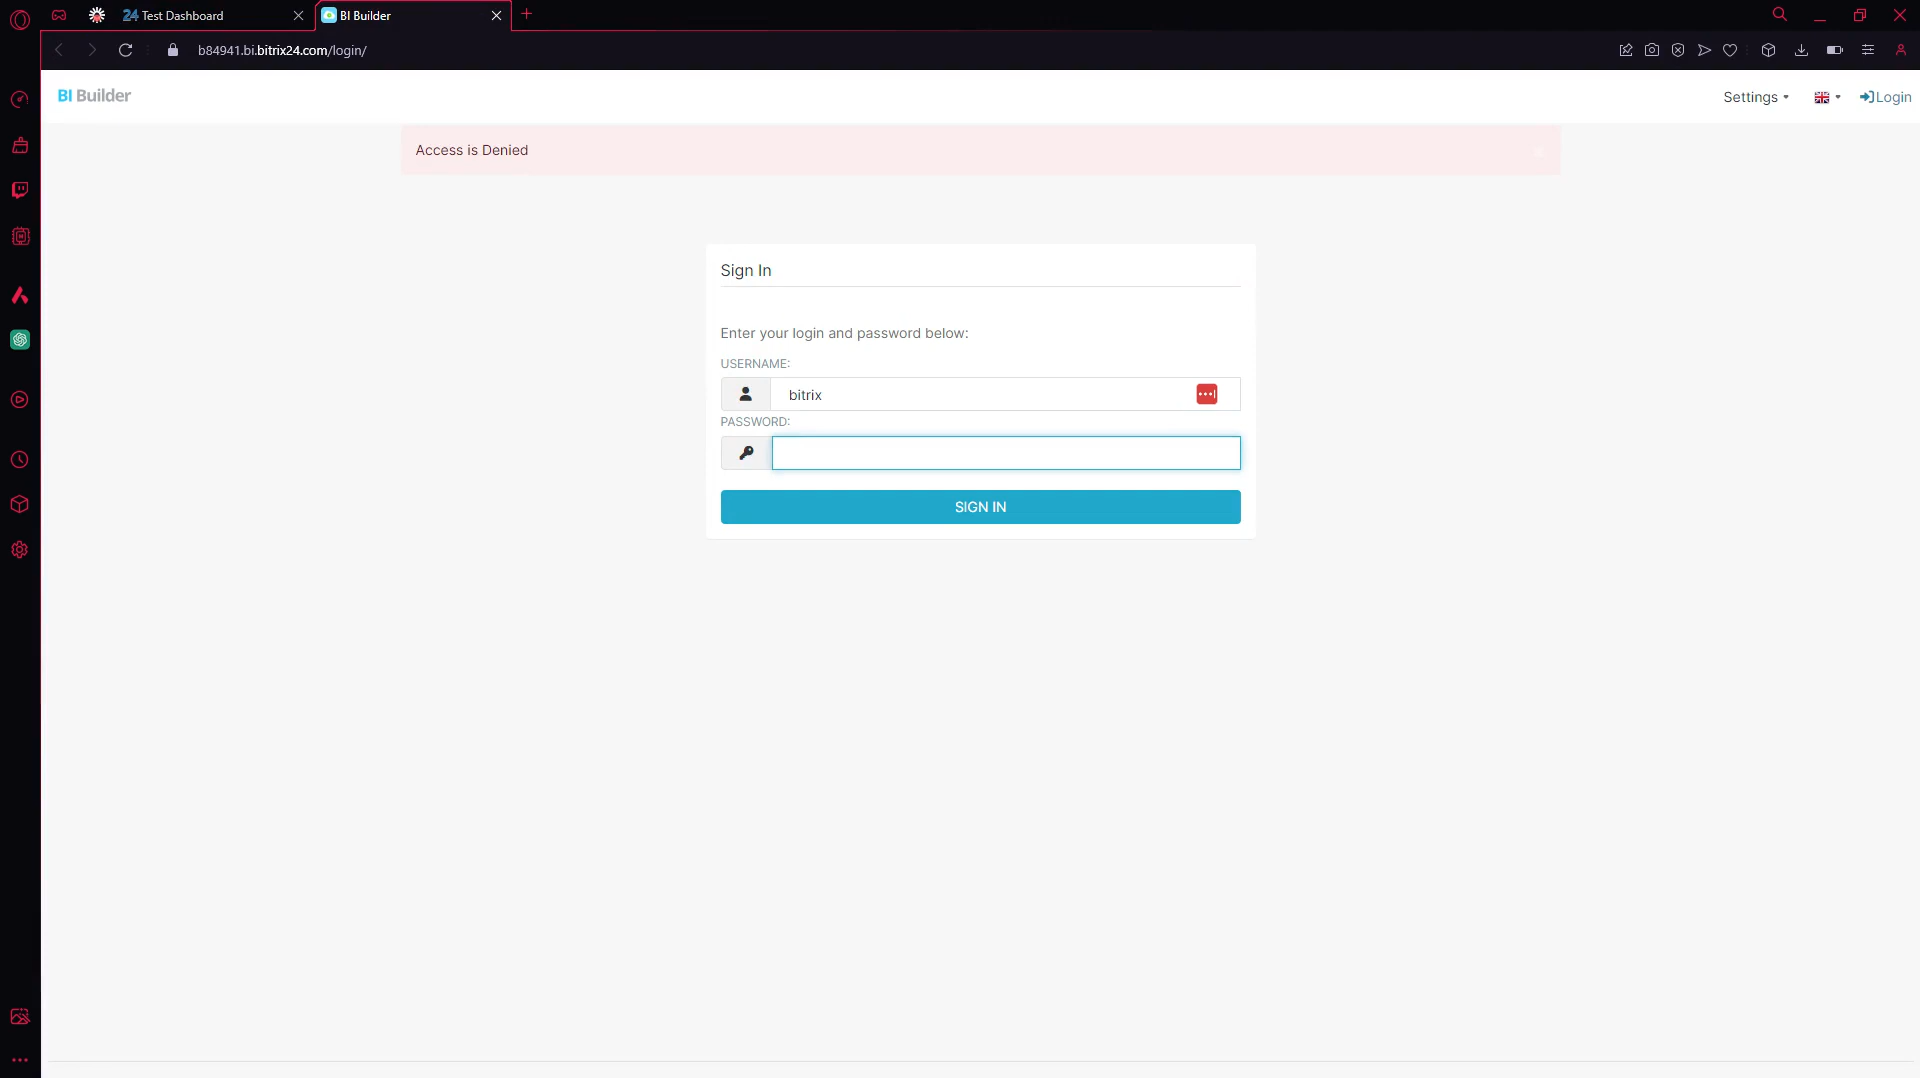 24 Test Dashboard
BI Builder
b84941.bi.bitrix24.com/login/
BI Builder
Settings
Login
Access is Denied
Sign In
Enter your login and password below:
USERNAME:
bitrix
PASSWORD:
SIGN IN